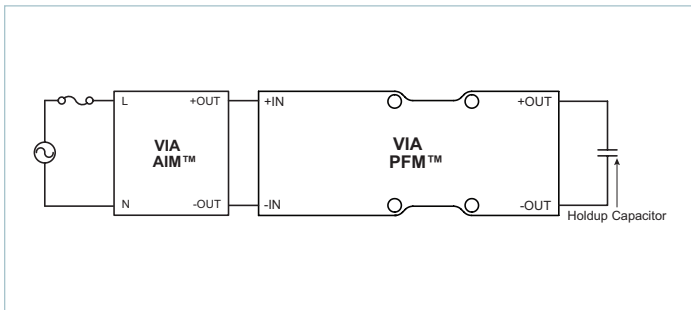 L
+OUT
+IN
+OUT
VIA
AIM™
VIA
PFM™
N
-OUT
-IN
-OUT
Holdup Capacitor